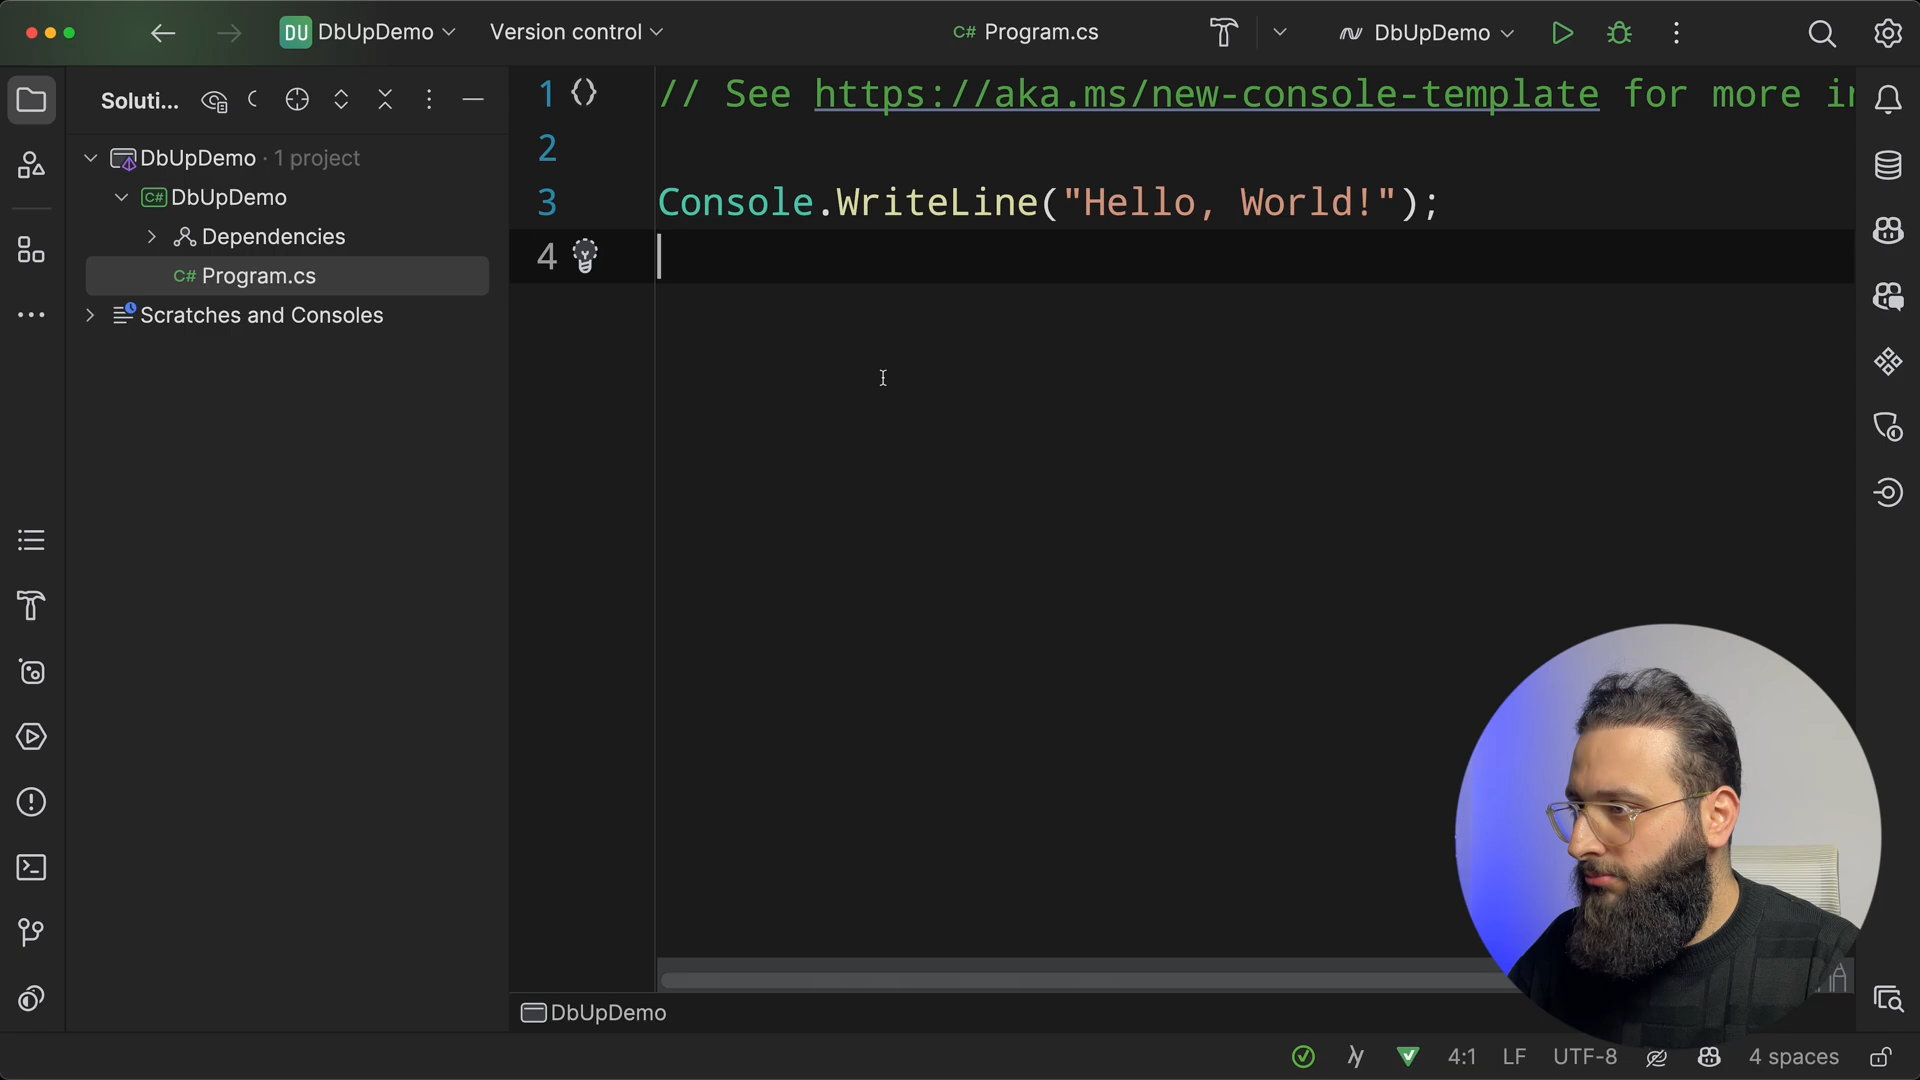 DU DbUpDemo Version control C# Program.cs DbUpDemo
Soluti...
DbUpDemo · 1 project
C# DbUpDemo
Dependencies
C# Program.cs
Scratches and Consoles
1 // See https://aka.ms/new-console-template for more in
2
3 Console.WriteLine("Hello, World!");
4
DbUpDemo
4:1 LF UTF-8 4 spaces